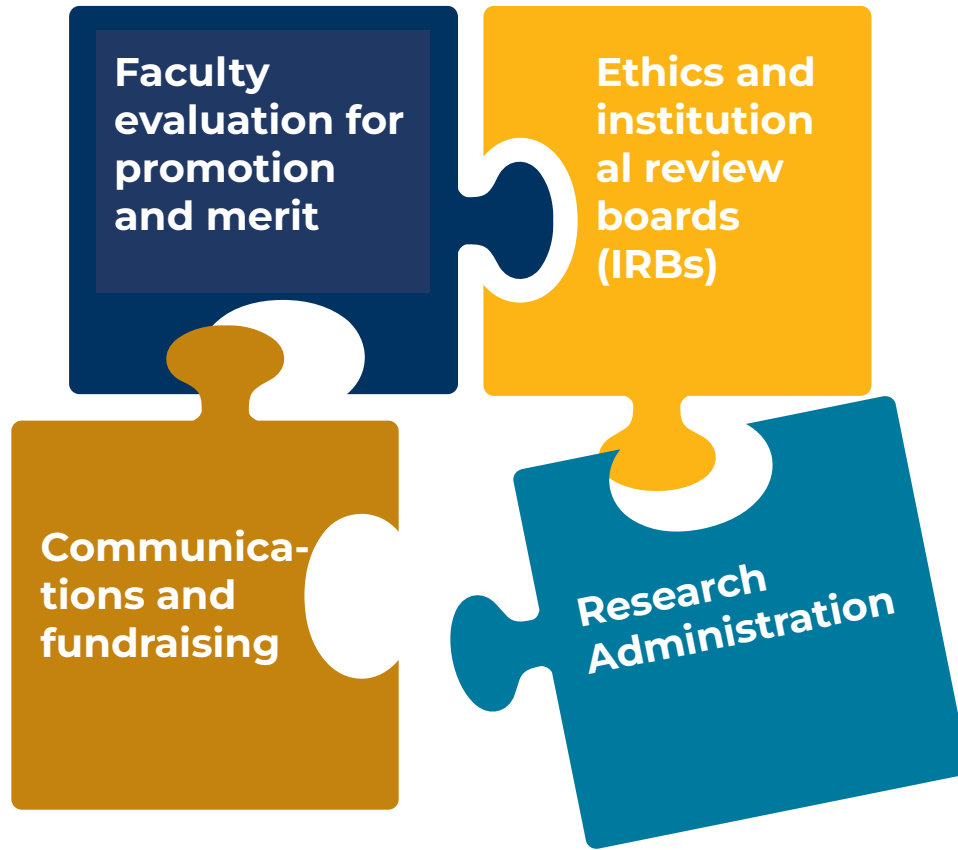 Faculty
evaluation for
promotion
and merit
Ethics and
institution
al review
boards
(IRBs)
Communica-
tions and
fundraising
Research
Administration